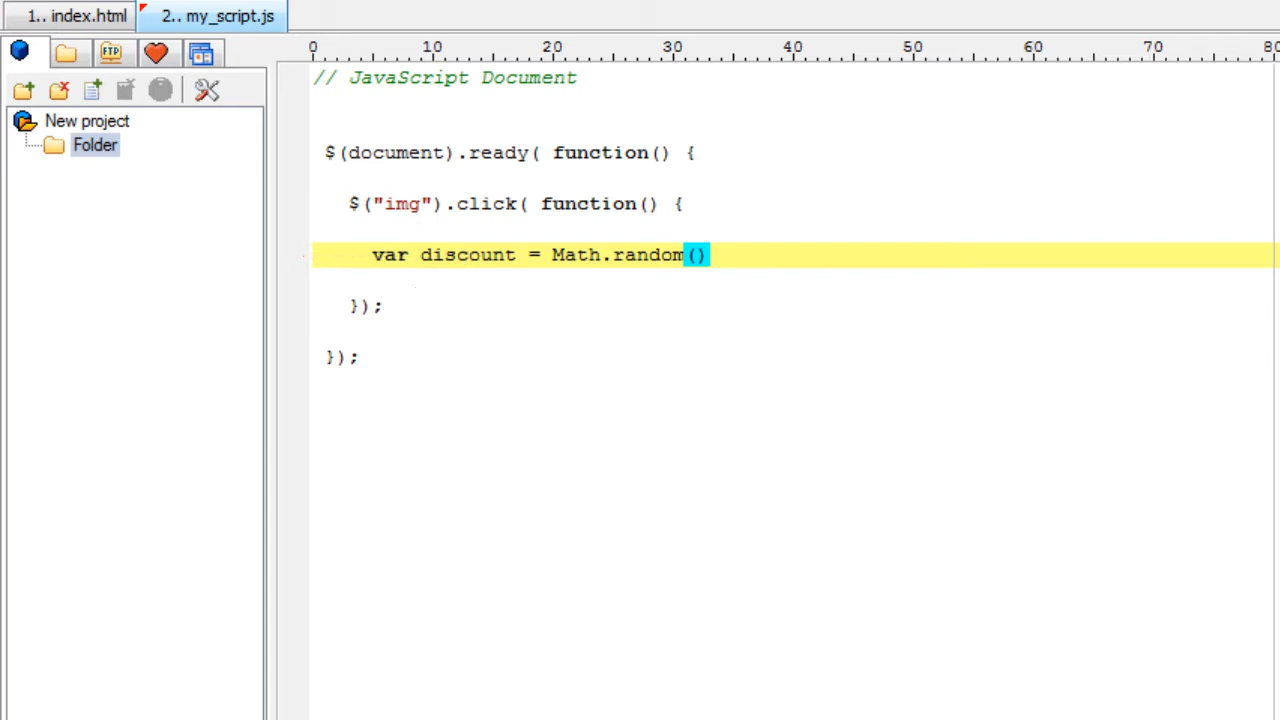 1.. index.html
2.. my_script.js
FTP
0 10 20 30 40 50 60 70 80
New project
Folder
// JavaScript Document
$(document).ready( function() {
$("img").click( function() {
var discount = Math.random()
});
});